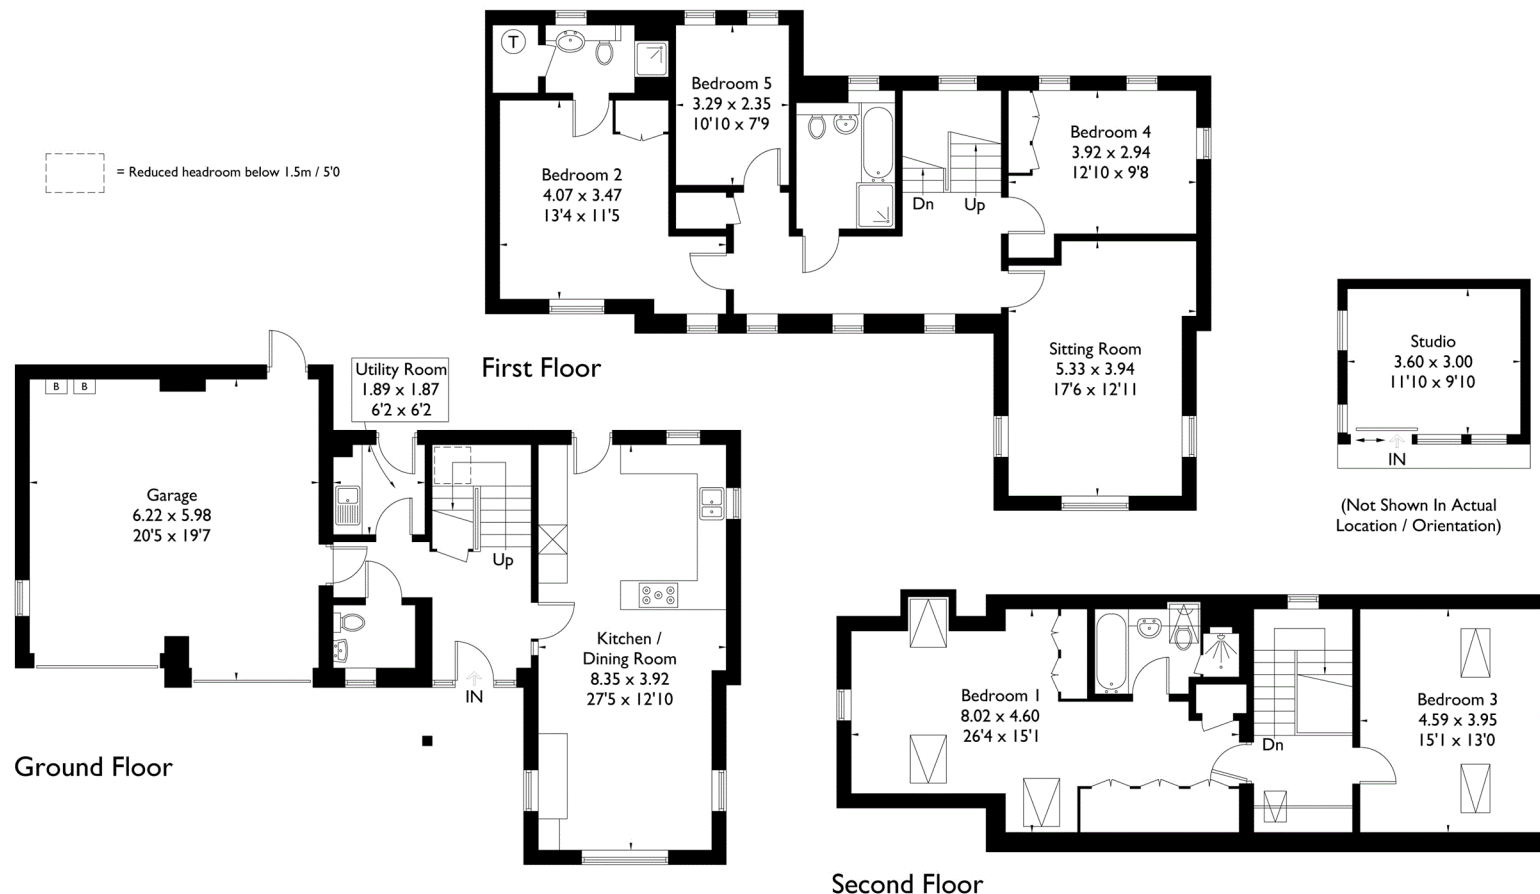 T
Bedroom 5
3.29 x 2.35
10'10 x 7'9
Bedroom 4
3.92 x 2.94
12'10 x 9'8
= Reduced headroom below 1.5m / 5'0
Bedroom 2
4.07 x 3.47
13'4 x 11'5
Dn
Up
Sitting Room
5.33 x 3.94
17'6 x 12'11
First Floor
Studio
3.60 x 3.00
11'10 x 9'10
IN
(Not Shown In Actual
Location / Orientation)
Utility Room
1.89 x 1.87
6'2 x 6'2
B
B
Garage
6.22 x 5.98
20'5 x 19'7
Up
Kitchen /
Dining Room
8.35 x 3.92
27'5 x 12'10
IN
Ground Floor
Bedroom 1
8.02 x 4.60
26'4 x 15'1
Dn
Bedroom 3
4.59 x 3.95
15'1 x 13'0
Second Floor